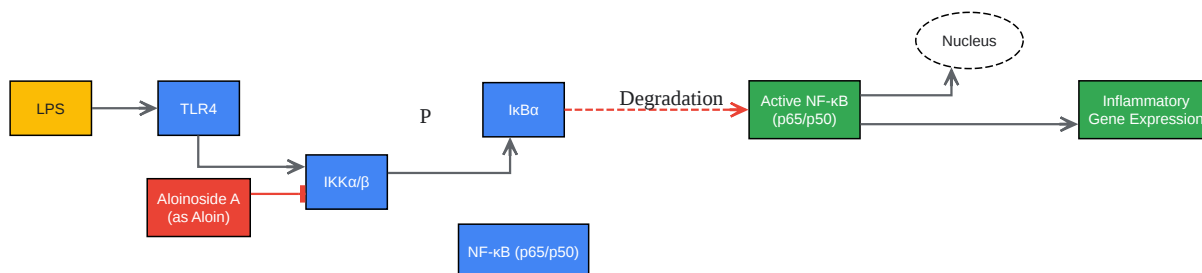 Nucleus
LPS
TLR4
P
IκBα
Degradation
Active NF-κB
(p65/p50)
Inflammatory
Gene Expression
Aloinoside A
(as Aloin)
IKKα/β
NF-κB (p65/p50)